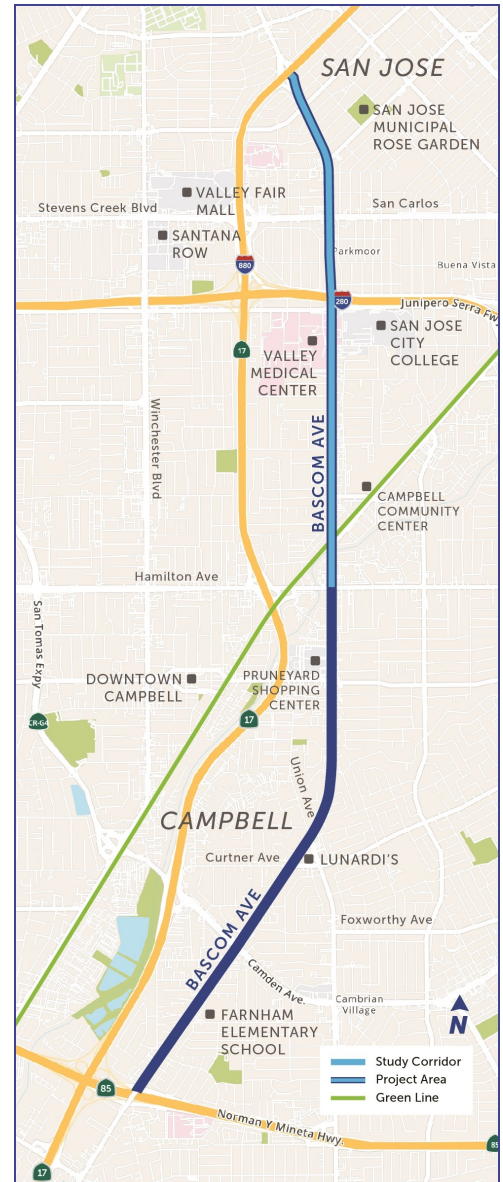 SAN JOSE
SAN JOSE
MUNICIPAL
ROSE GARDEN
VALLEY FAIR
MALL
Stevens Creek Blvd
San Carlos
SANTANA
ROW
Parkmoor
880
Buena Vista
280
Junipero Serra Fwy
SAN JOSE
CITY
COLLEGE
17
VALLEY
MEDICAL
CENTER
Winchester Blvd
BASCOM AVE
CAMPBELL
COMMUNITY
CENTER
Hamilton Ave
San Tomas Expy
DOWNTOWN
CAMPBELL
PRUNEYARD
SHOPPING
CENTER
CR-G4
17
Union Ave
CAMPBELL
Curtner Ave
LUNARDI'S
BASCOM AVE
Foxworthy Ave
Camden Ave.
Cambrian
Village
N
FARNHAM
ELEMENTARY
SCHOOL
Study Corridor
Project Area
Green Line
85
Norman Y Mineta Hwy.
85
17